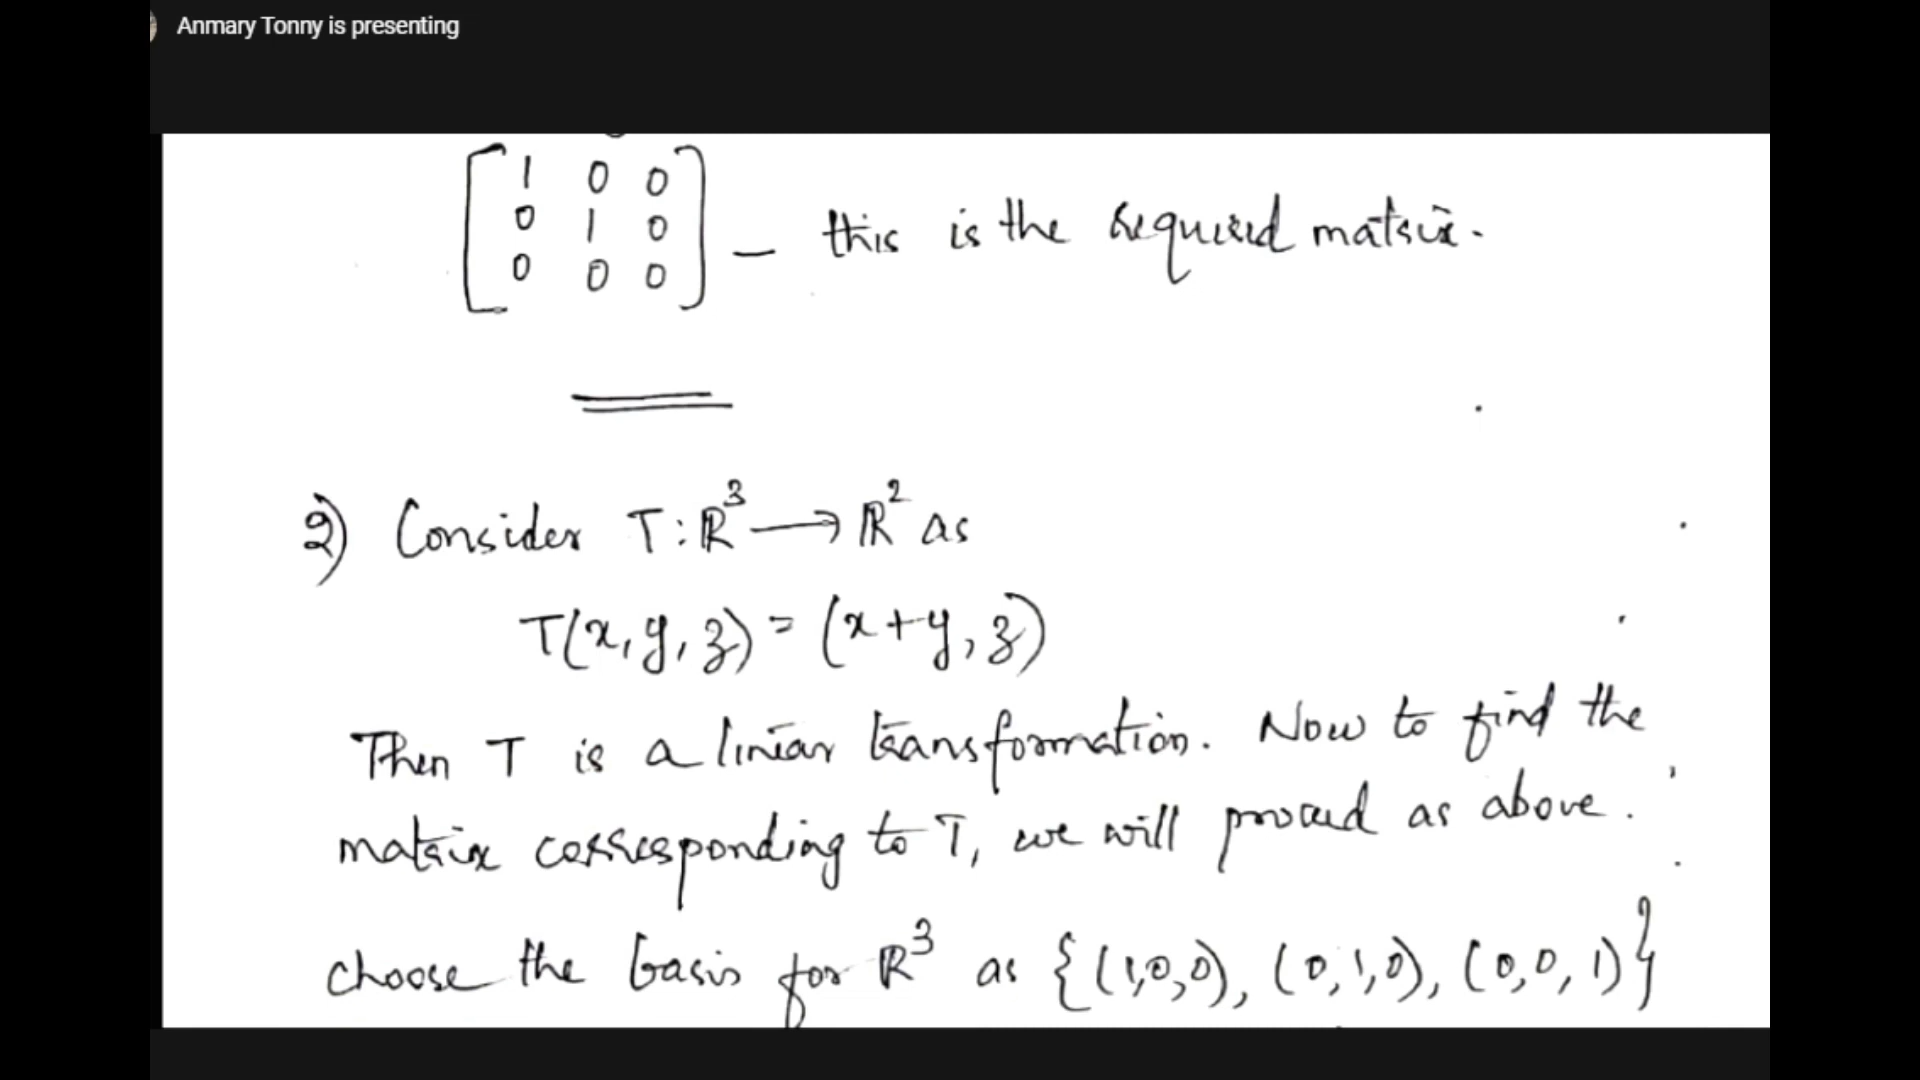 Anmary Tonny is presenting
[1 0 0
0 1 0
0 0 0] - this is the required matrix.
2) Consider T: ℝ³ → ℝ² as
T(x, y, z) = (x+y, z)
Then T is a linear transformation. Now to find the
matrix corresponding to T, we will proceed as above.
choose the basis for ℝ³ as {(1,0,0), (0,1,0), (0,0,1)}